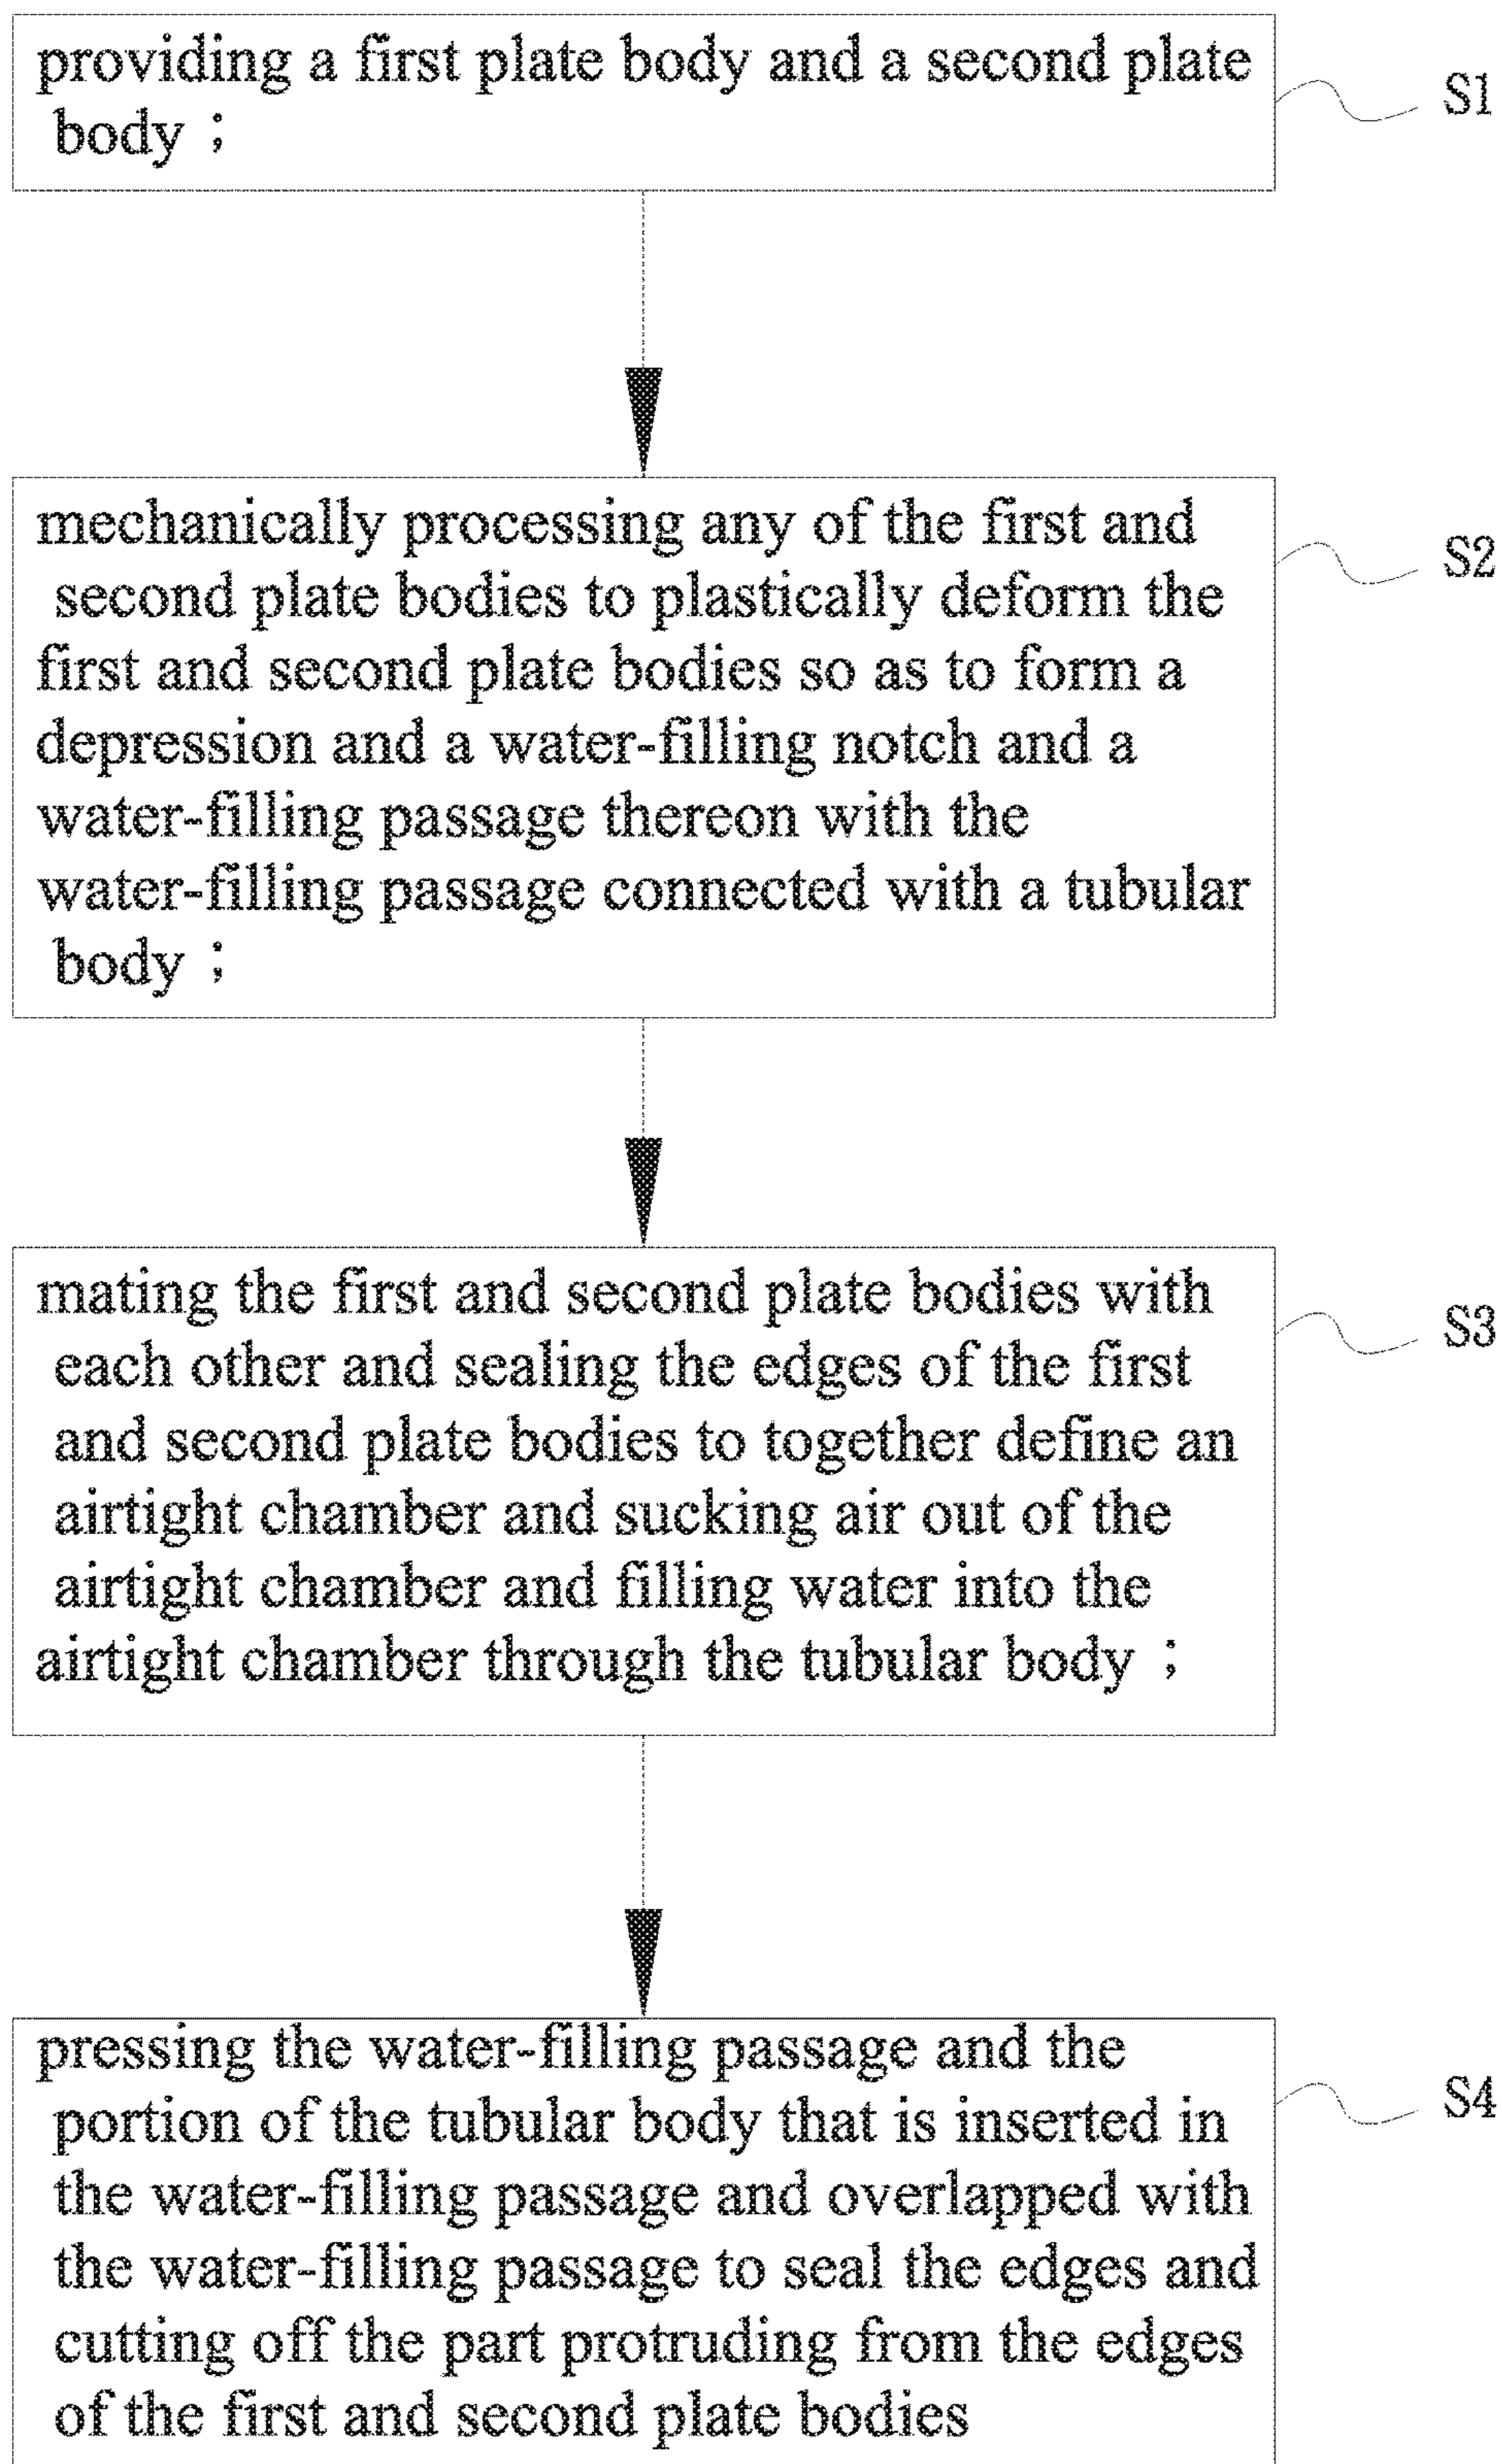 providing a first plate body and a second plate
body ;
S1
mechanically processing any of the first and
second plate bodies to plastically deform the
first and second plate bodies so as to form a
depression and a water-filling notch and a
water-filling passage thereon with the
water-filling passage connected with a tubular
body ;
S2
mating the first and second plate bodies with
each other and sealing the edges of the first
and second plate bodies to together define an
airtight chamber and sucking air out of the
airtight chamber and filling water into the
airtight chamber through the tubular body ;
S3
pressing the water-filling passage and the
portion of the tubular body that is inserted in
the water-filling passage and overlapped with
the water-filling passage to seal the edges and
cutting off the part protruding from the edges
of the first and second plate bodies
S4